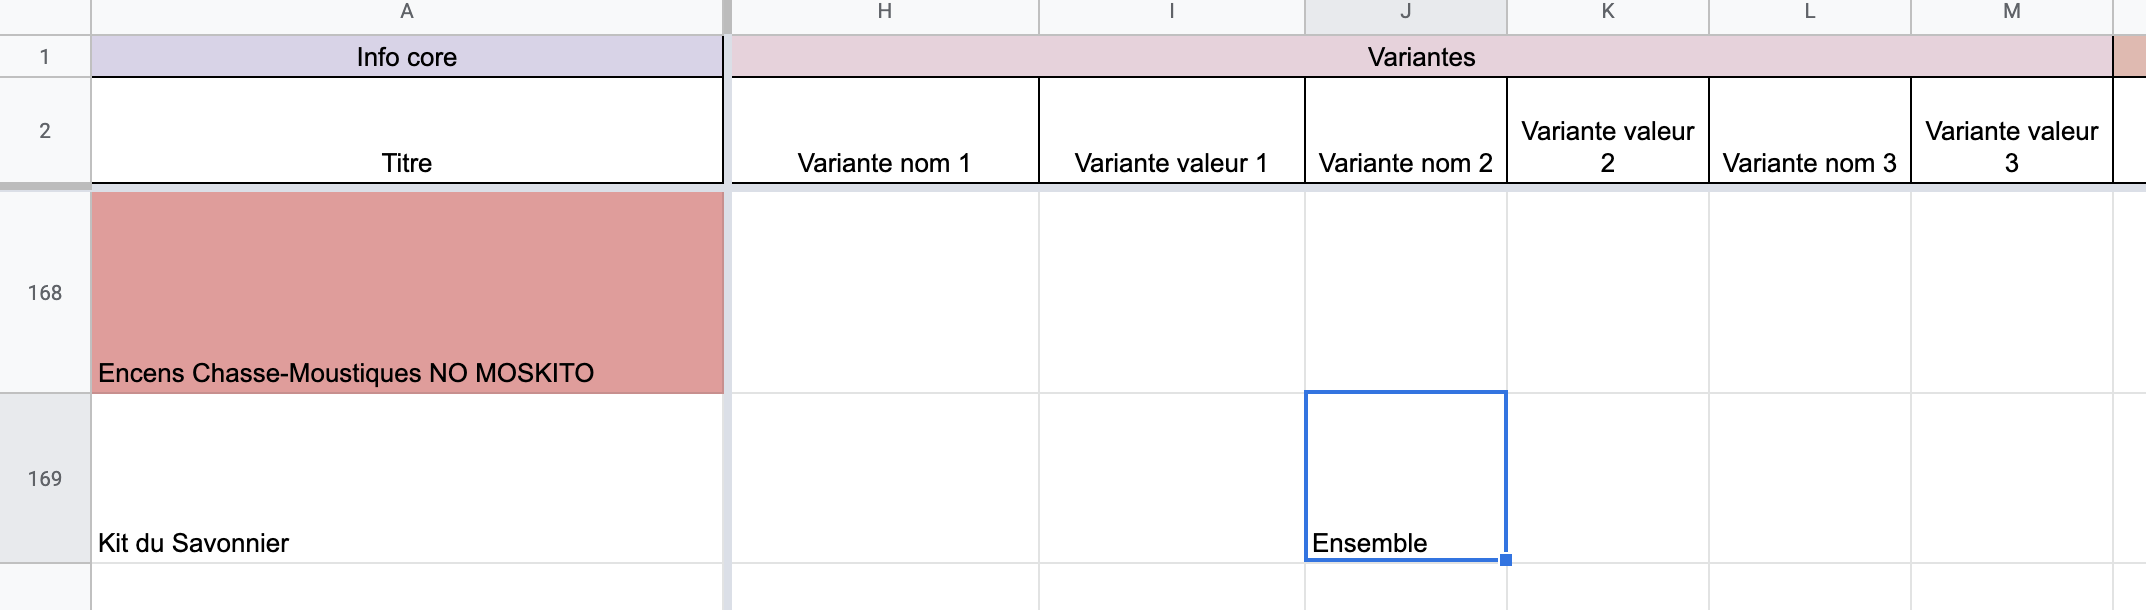 A H I J K L M
1 Info core Variantes
2 Titre Variante nom 1 Variante valeur 1 Variante nom 2 Variante valeur 2 Variante nom 3 Variante valeur 3
168 Encens Chasse-Moustiques NO MOSKITO
169 Kit du Savonnier Ensemble